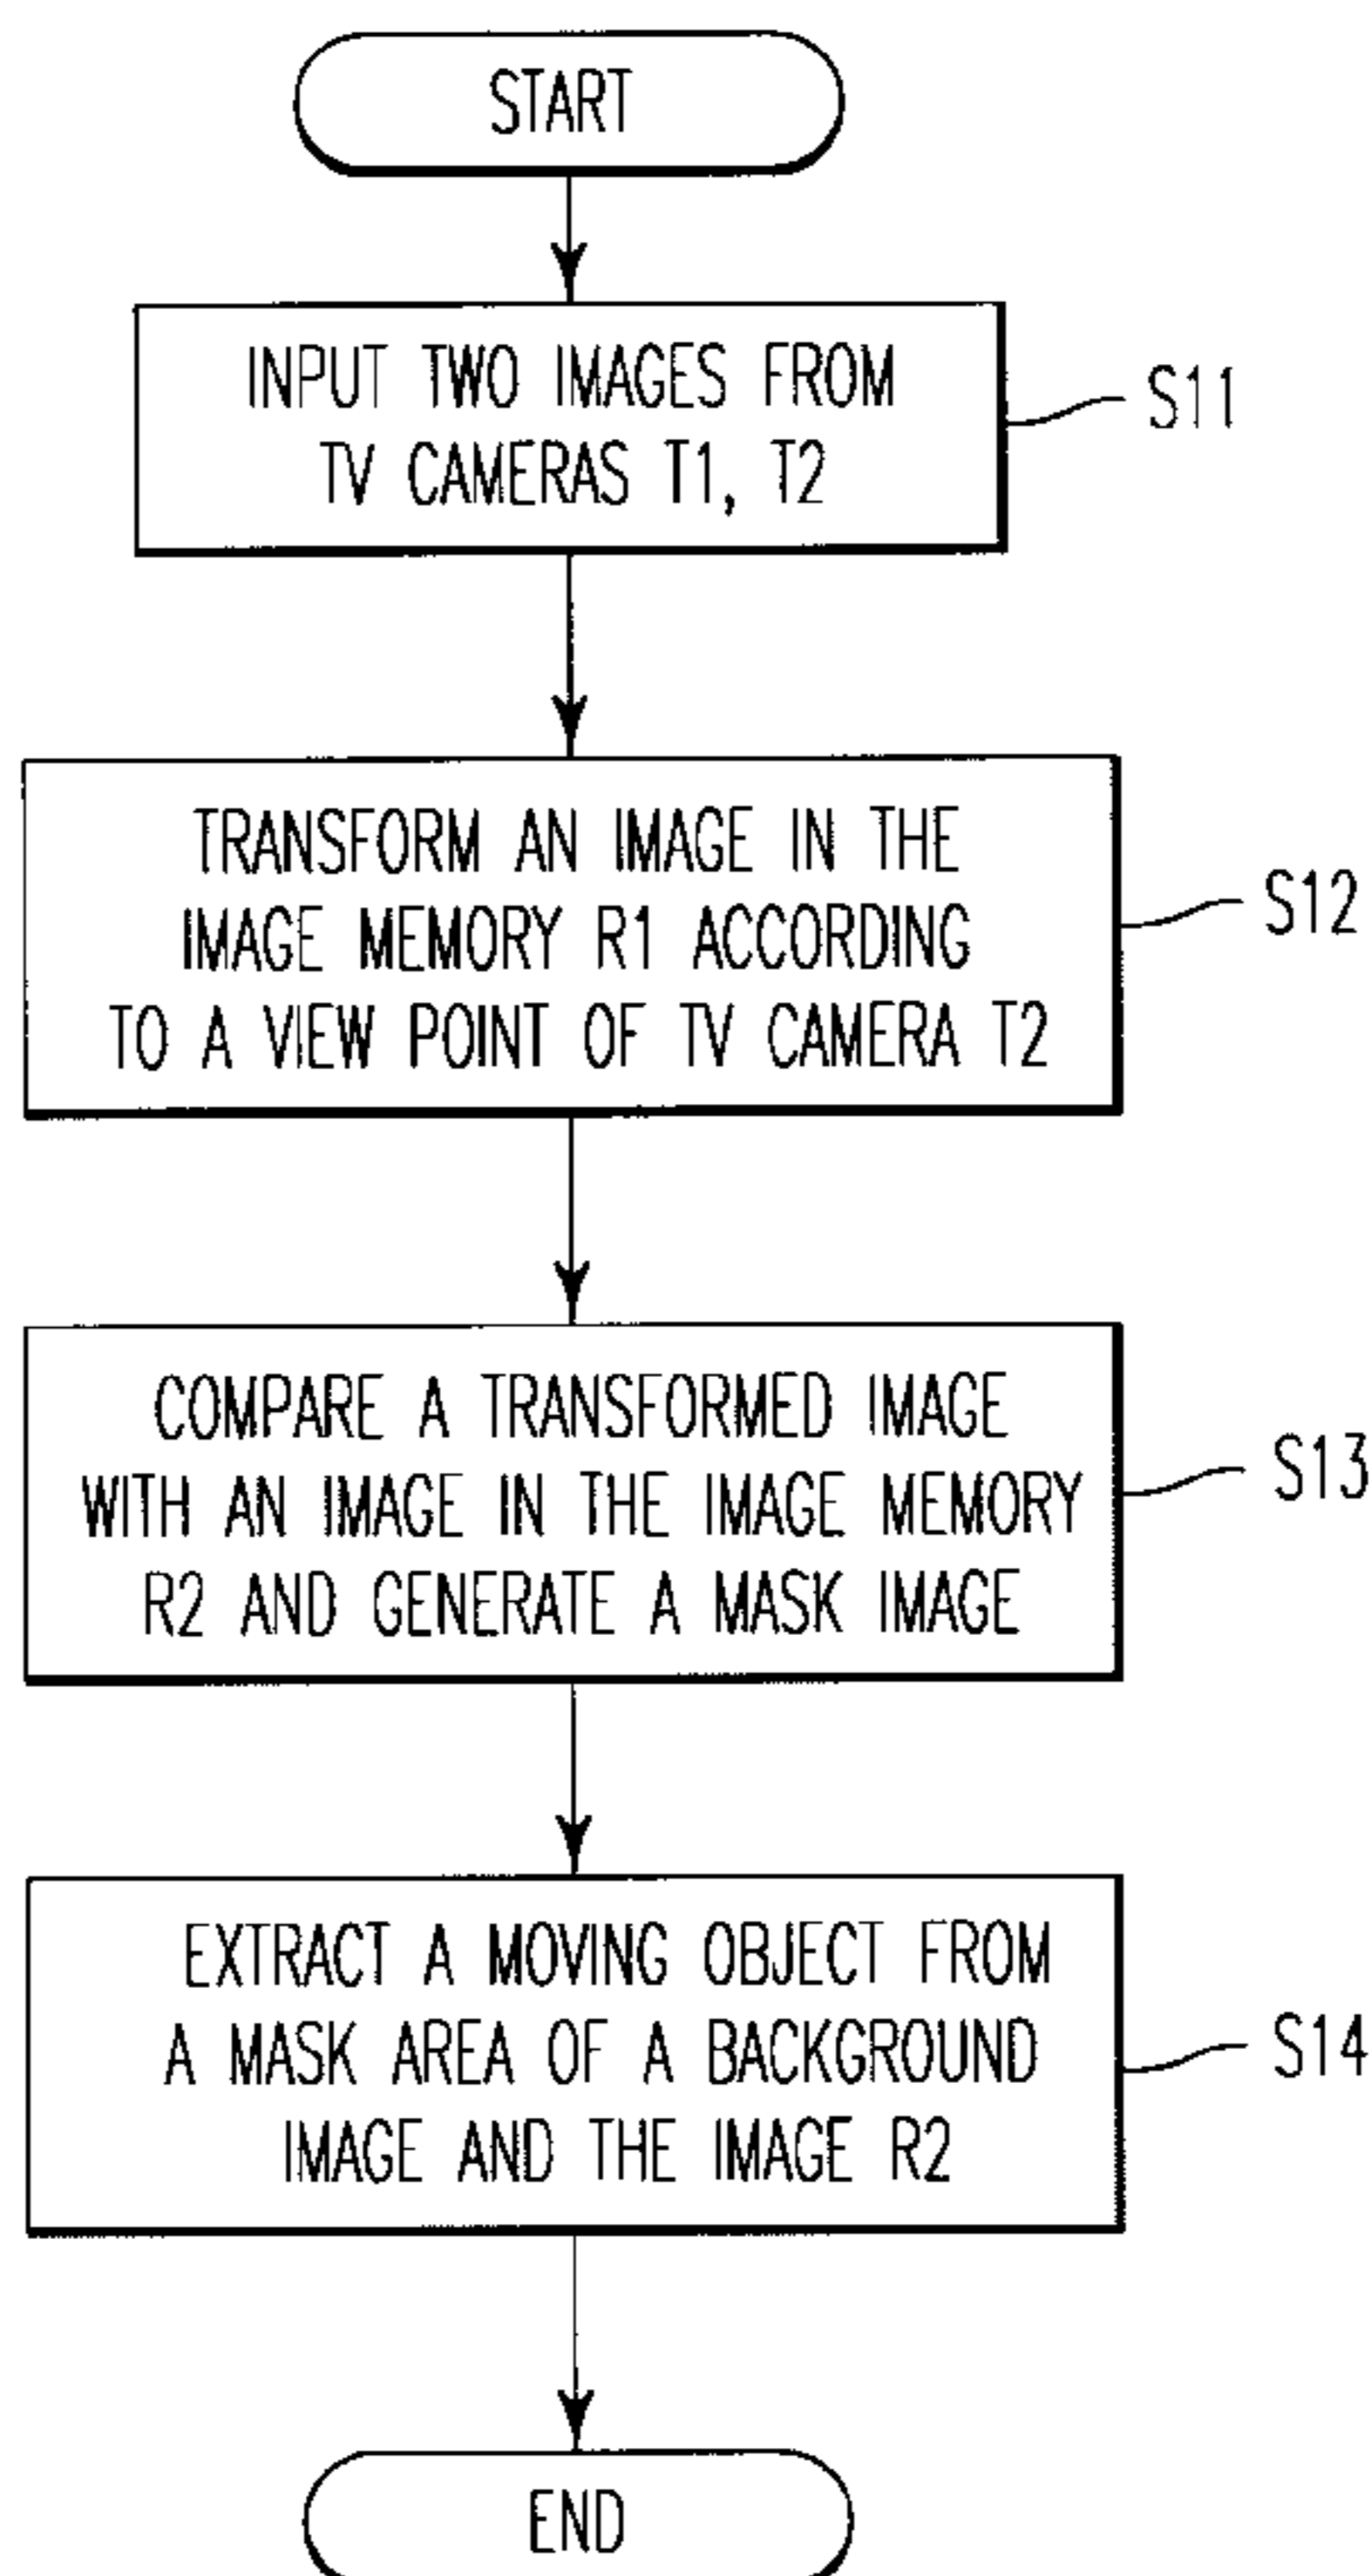 START
INPUT TWO IMAGES FROM
TV CAMERAS T1, T2
S11
TRANSFORM AN IMAGE IN THE
IMAGE MEMORY R1 ACCORDING
TO A VIEW POINT OF TV CAMERA T2
S12
COMPARE A TRANSFORMED IMAGE
WITH AN IMAGE IN THE IMAGE MEMORY
R2 AND GENERATE A MASK IMAGE
S13
EXTRACT A MOVING OBJECT FROM
A MASK AREA OF A BACKGROUND
IMAGE AND THE IMAGE R2
S14
END